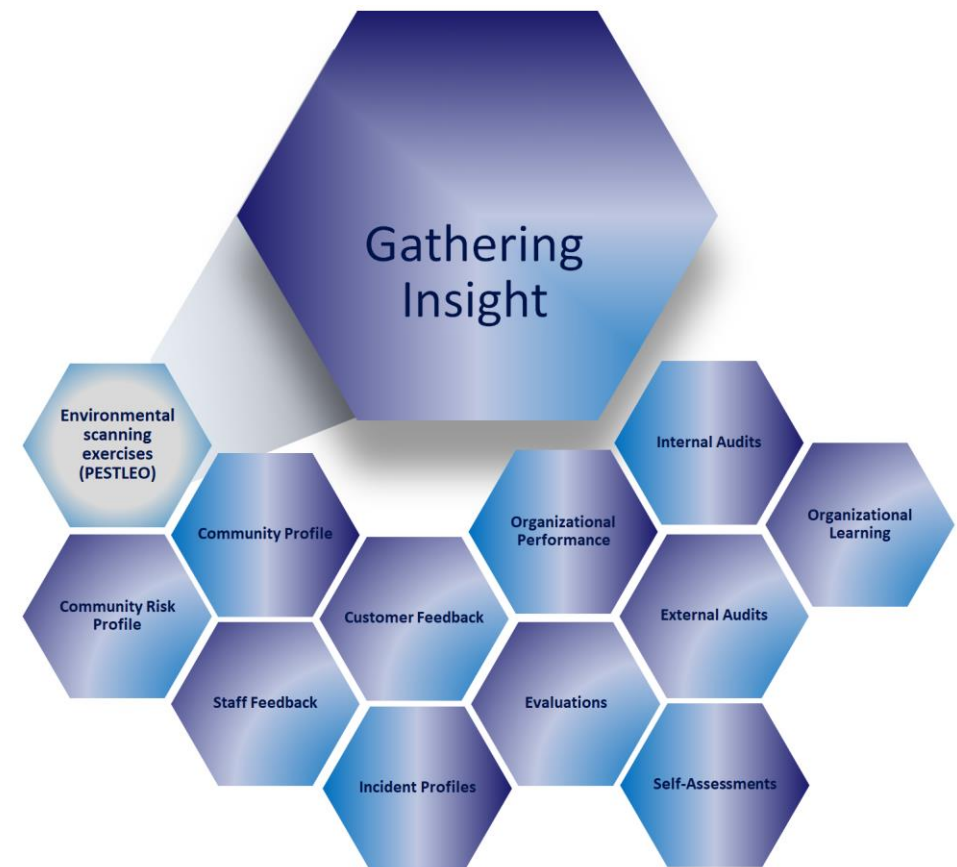 Gathering
Insight
Environmental
scanning
exercises
(PESTLEO)
Internal Audits
Community Profile
Organizational
Performance
Organizational
Learning
Community Risk
Profile
Customer Feedback
External Audits
Staff Feedback
Evaluations
Incident Profiles
Self-Assessments